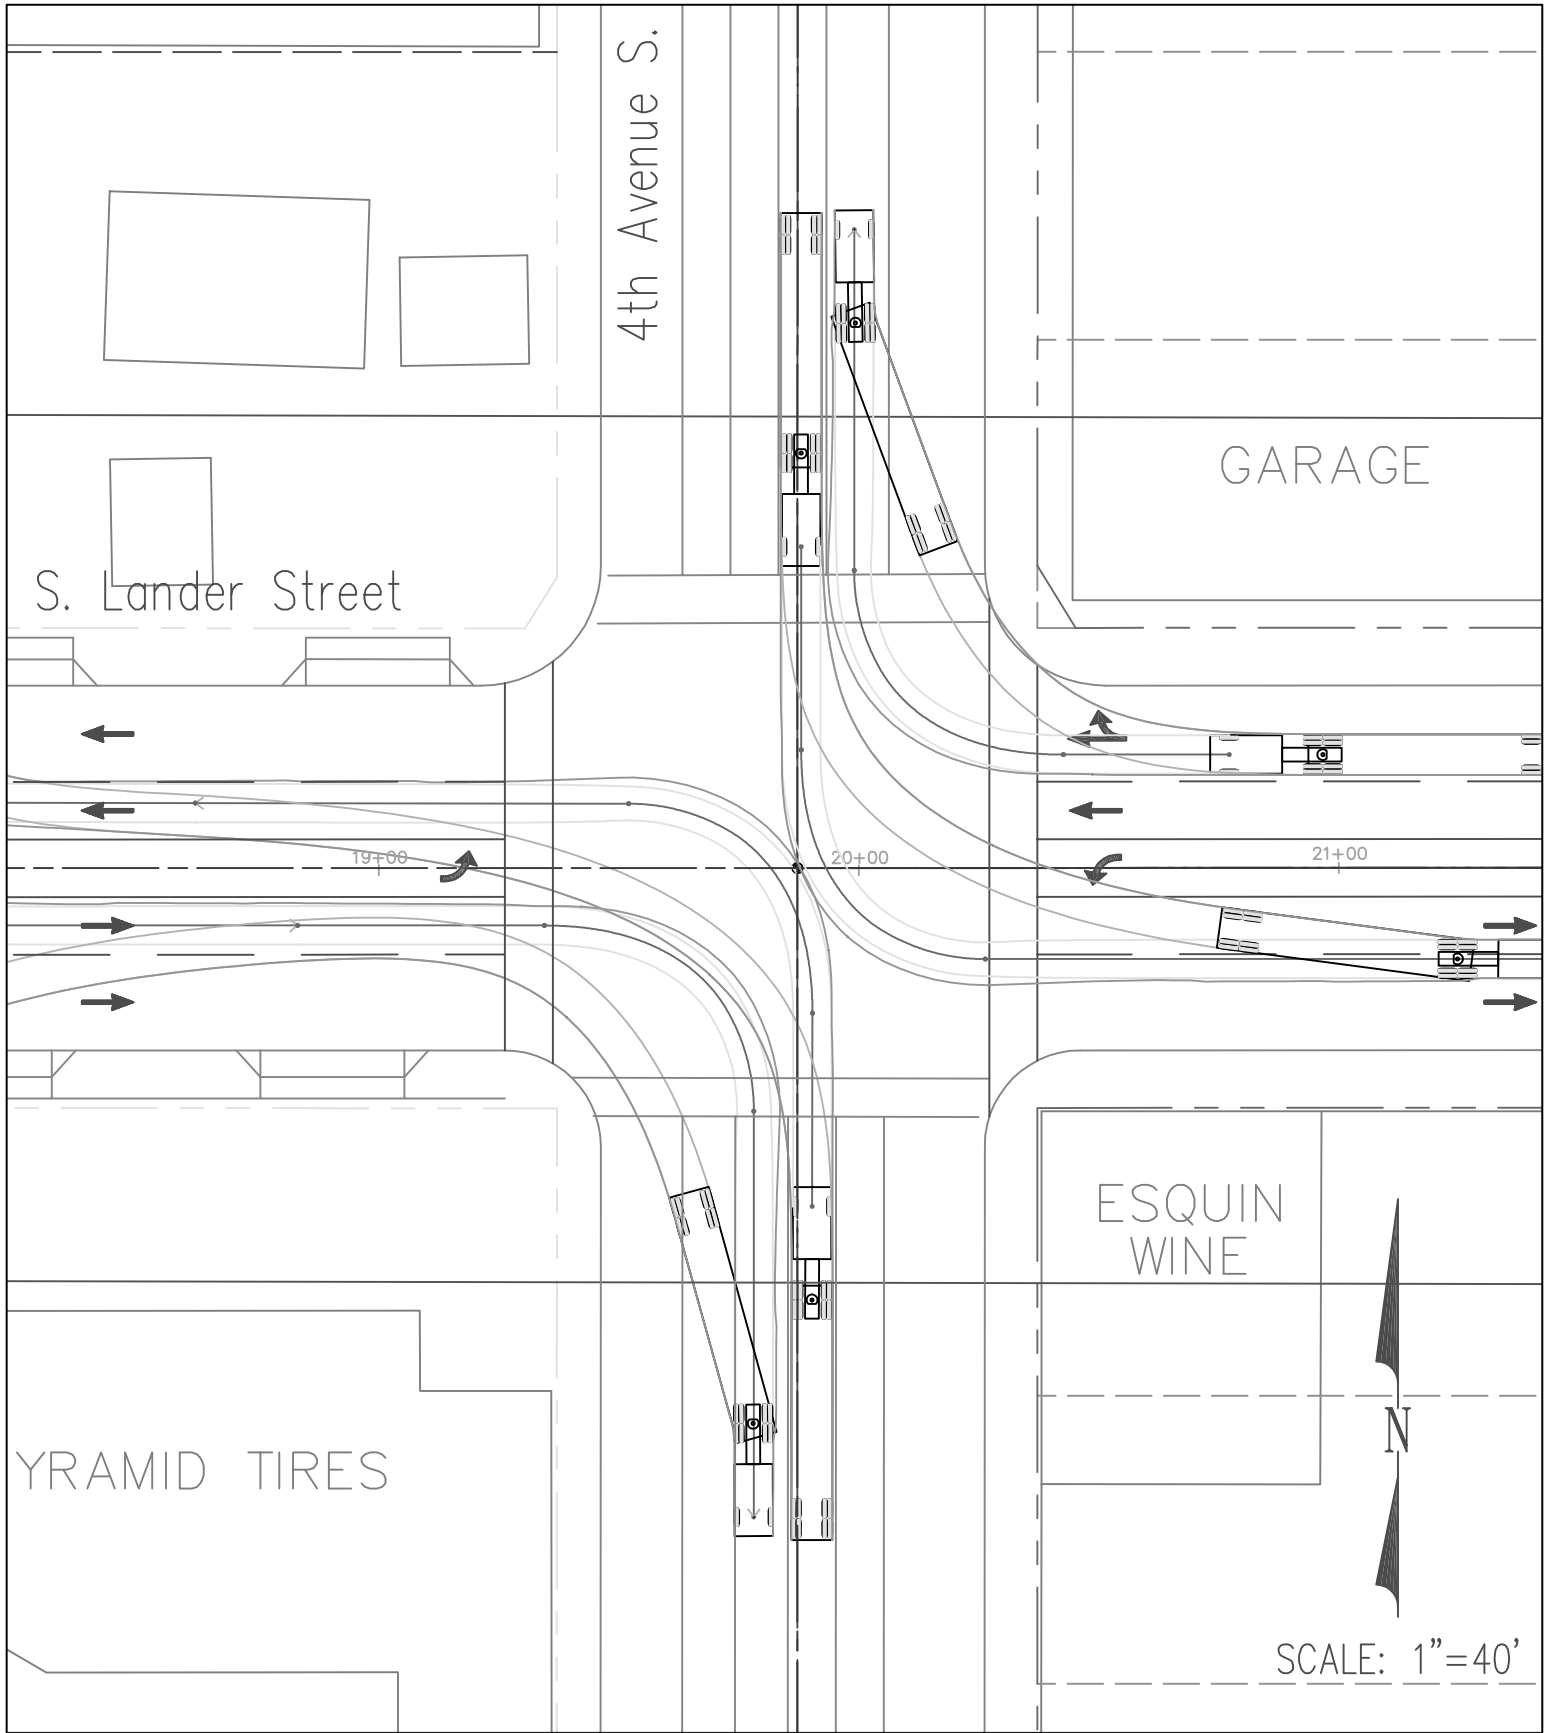 4th Avenue S.
GARAGE
S. Lander Street
19+00
20+00
21+00
ESQUIN
WINE
N
YRAMID TIRES
SCALE: 1"=40'